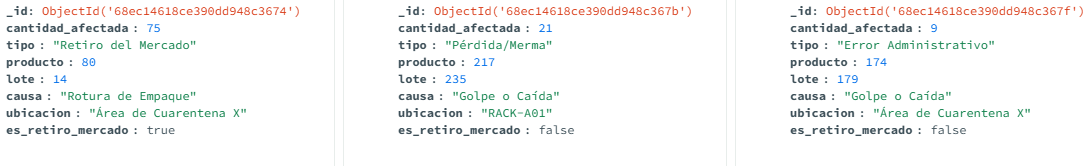 _id: ObjectId('68ec14618ce390dd948c3674')
cantidad_afectada : 75
tipo : "Retiro del Mercado"
producto : 80
lote : 14
causa : "Rotura de Empaque"
ubicacion : "Área de Cuarentena X"
es_retiro_mercado : true
_id: ObjectId('68ec14618ce390dd948c367b')
cantidad_afectada : 21
tipo : "Pérdida/Merma"
producto : 217
lote : 235
causa : "Golpe o Caída"
ubicacion : "RACK-A01"
es_retiro_mercado : false
_id: ObjectId('68ec14618ce390dd948c367f')
cantidad_afectada : 9
tipo : "Error Administrativo"
producto : 174
lote : 179
causa : "Golpe o Caída"
ubicacion : "Área de Cuarentena X"
es_retiro_mercado : false